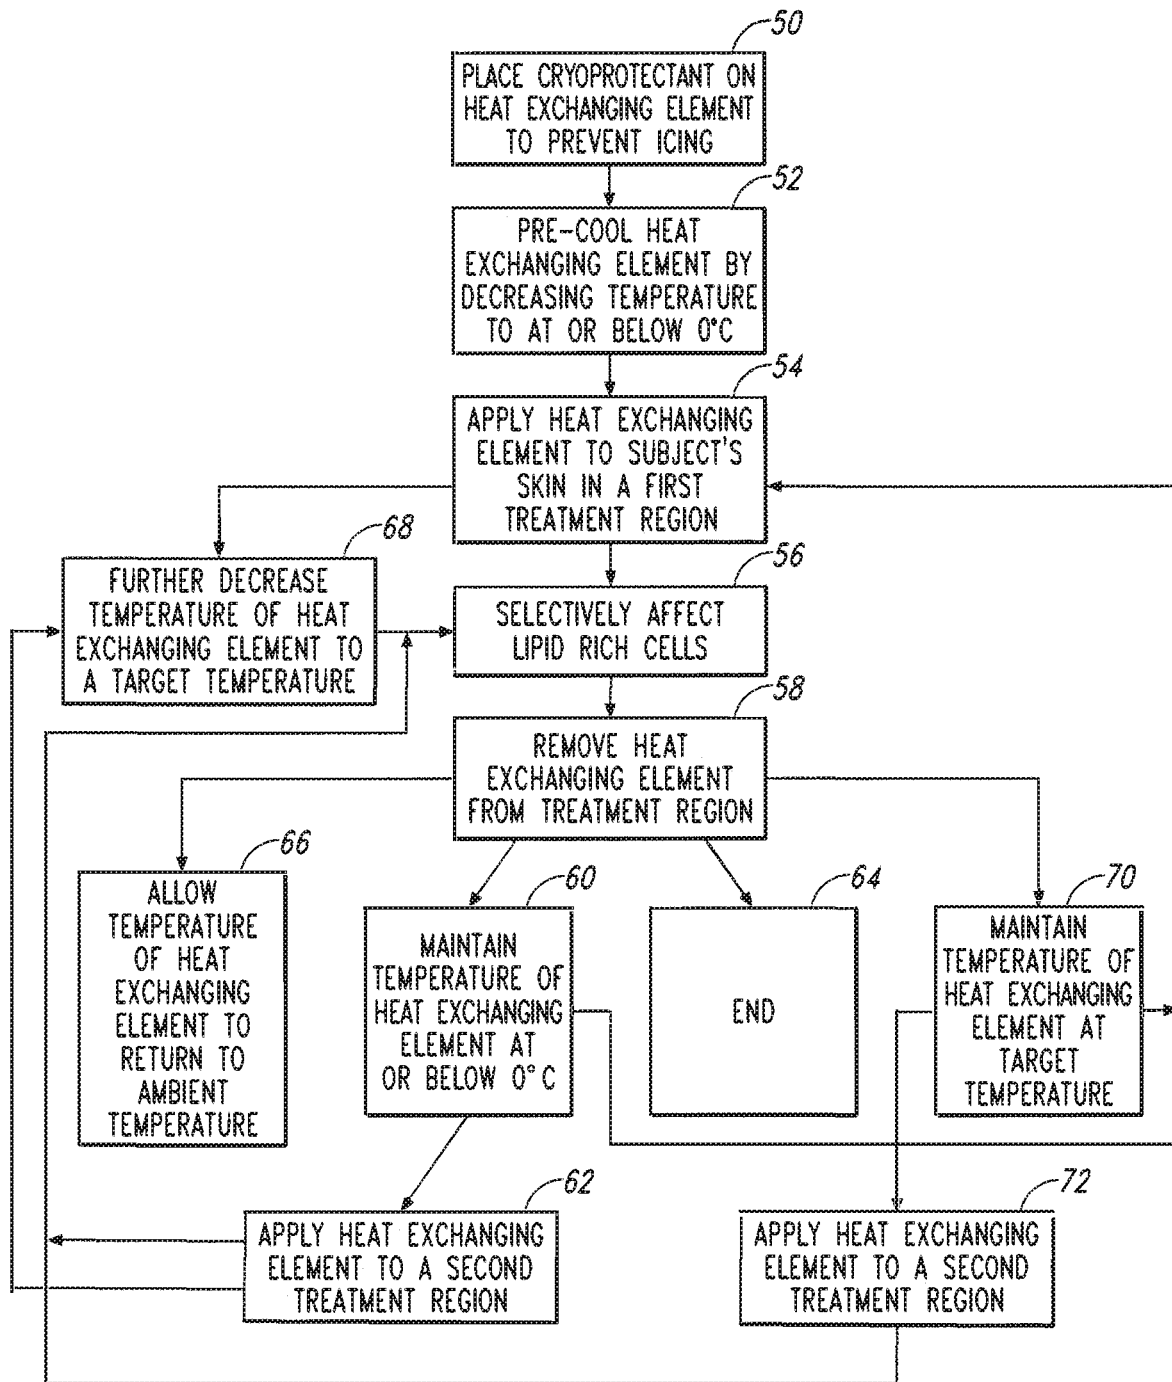 50
PLACE CRYOPROTECTANT ON
HEAT EXCHANGING ELEMENT
TO PREVENT ICING
52
PRE-COOL HEAT
EXCHANGING ELEMENT BY
DECREASING TEMPERATURE
TO AT OR BELOW 0°C
54
APPLY HEAT EXCHANGING
ELEMENT TO SUBJECT'S
SKIN IN A FIRST
TREATMENT REGION
68
FURTHER DECREASE
TEMPERATURE OF HEAT
EXCHANGING ELEMENT TO
A TARGET TEMPERATURE
56
SELECTIVELY AFFECT
LIPID RICH CELLS
58
REMOVE HEAT
EXCHANGING ELEMENT
FROM TREATMENT REGION
66
ALLOW
TEMPERATURE
OF HEAT
EXCHANGING
ELEMENT TO
RETURN TO
AMBIENT
TEMPERATURE
60
MAINTAIN
TEMPERATURE OF
HEAT EXCHANGING
ELEMENT AT
OR BELOW 0°C
64
END
70
MAINTAIN
TEMPERATURE OF
HEAT EXCHANGING
ELEMENT AT
TARGET
TEMPERATURE
62
APPLY HEAT EXCHANGING
ELEMENT TO A SECOND
TREATMENT REGION
72
APPLY HEAT EXCHANGING
ELEMENT TO A SECOND
TREATMENT REGION